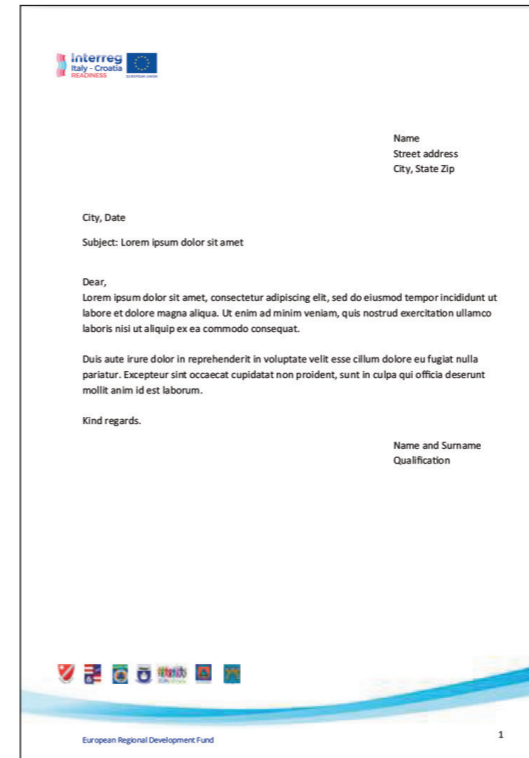 Interreg
Italy - Croatia
READINESS
EUROPEAN UNION
Name
Street address
City, State Zip
City, Date
Subject: Lorem ipsum dolor sit amet
Dear,
Lorem ipsum dolor sit amet, consectetur adipiscing elit, sed do eiusmod tempor incididunt ut
labore et dolore magna aliqua. Ut enim ad minim veniam, quis nostrud exercitation ullamco
laboris nisi ut aliquip ex ea commodo consequat.
Duis aute irure dolor in reprehenderit in voluptate velit esse cillum dolore eu fugiat nulla
pariatur. Excepteur sint occaecat cupidatat non proident, sunt in culpa qui officia deserunt
mollit anim id est laborum.
Kind regards.
Name and Surname
Qualification
European Regional Development Fund
1